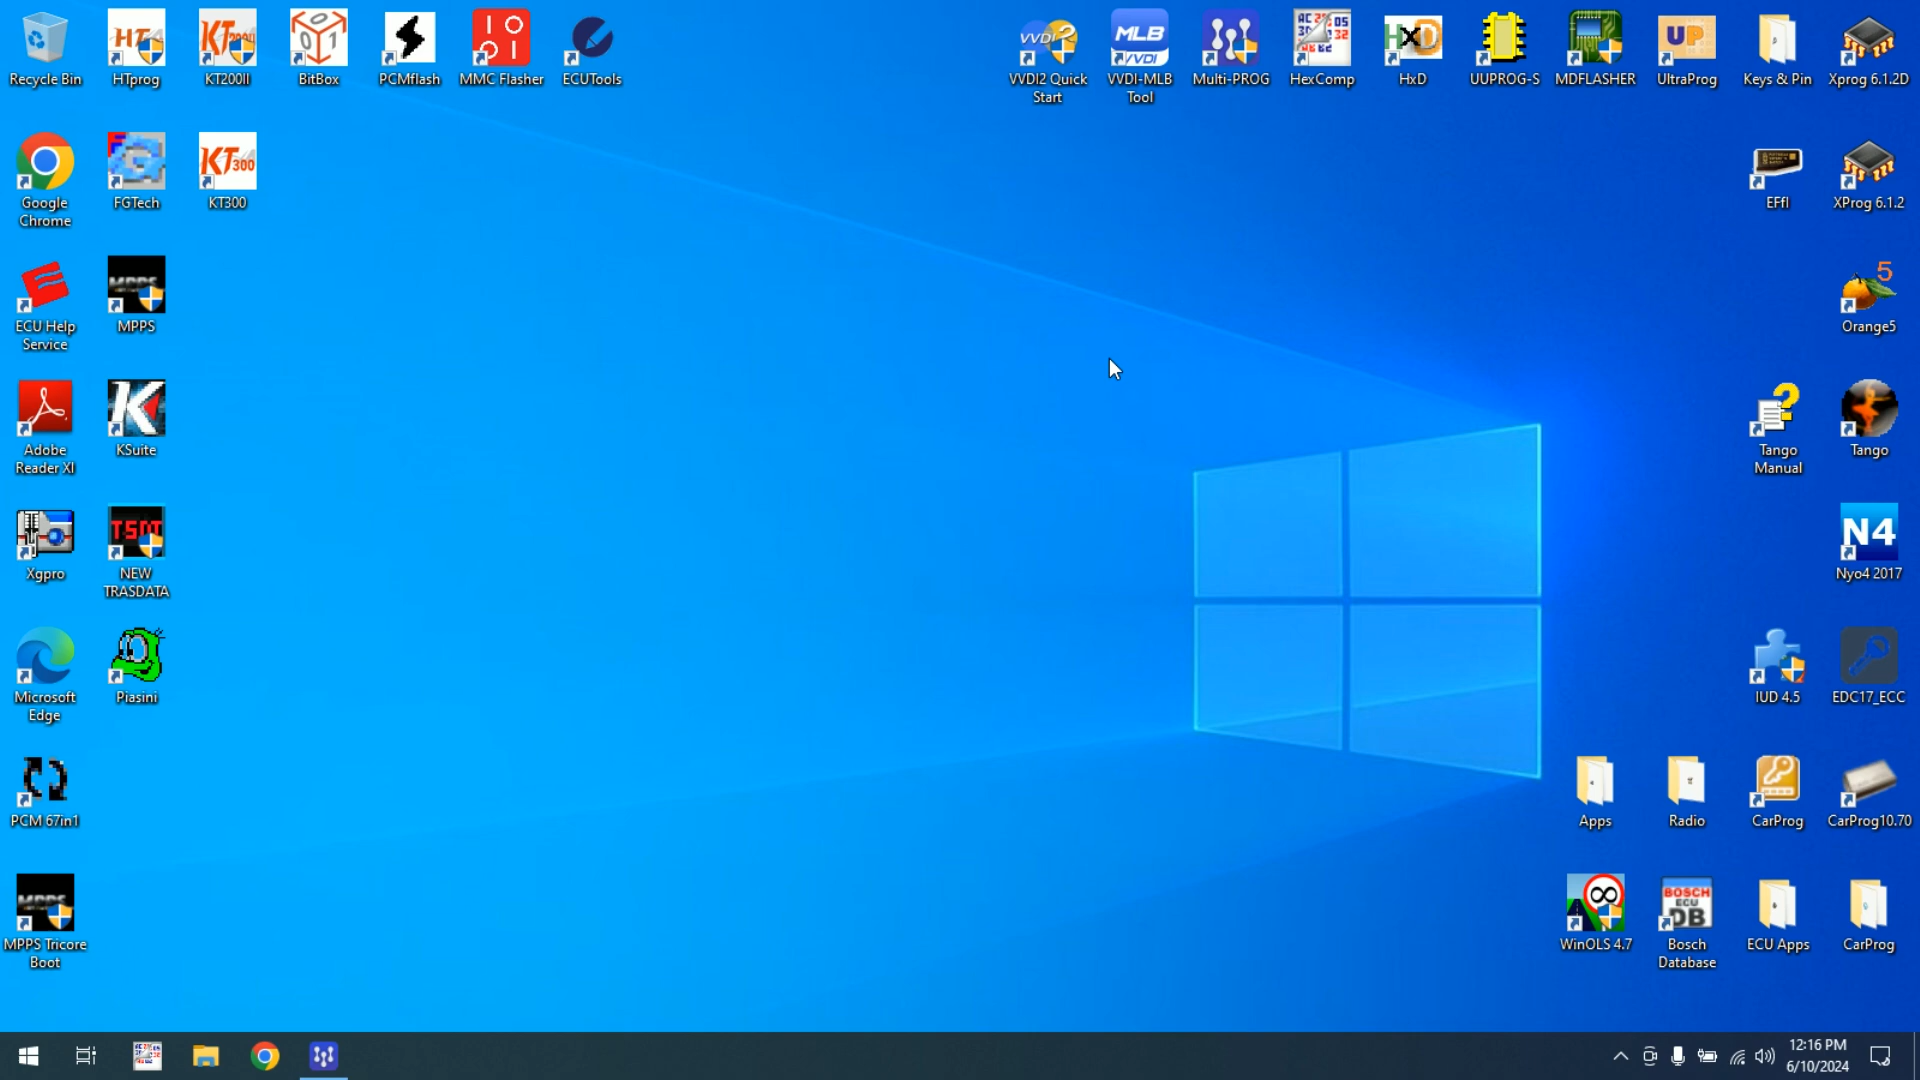 Recycle Bin
HTprog
KT200II
BitBox
PCMflash
MMC Flasher
ECUTools
VVDI2 Quick
Start
VVDI-MLB
Tool
Multi-PROG
HexComp
HxD
UUPROG-S
MDFLASHER
UltraProg
Keys & Pin
Xprog 6.1.2D
Google
Chrome
FGTech
KT300
EFfI
XProg 6.1.2
ECU Help
Service
MPPS
Orange5
Adobe
Reader XI
KSuite
Tango
Manual
Tango
Xgpro
NEW
TRASDATA
Nyo4 2017
Microsoft
Edge
Piasini
IUD 4.5
EDC17_ECC
PCM 67in1
Apps
Radio
CarProg
CarProg10.70
MPPS Tricore
Boot
WinOLS 4.7
Bosch
Database
ECU Apps
CarProg
12:16 PM
6/10/2024